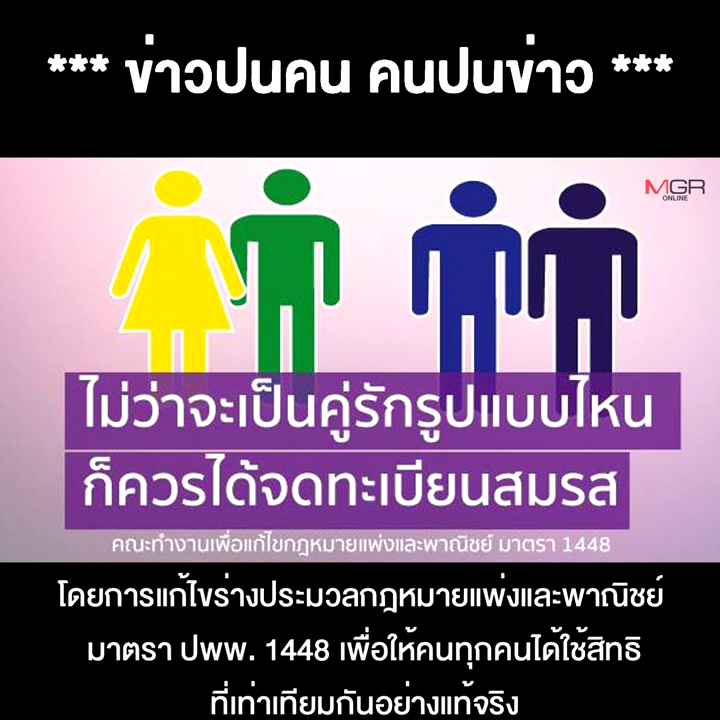 *** ข่าวปนคน คนปนข่าว ***
MGR
ONLINE
ไม่ว่าจะเป็นคู่รักรูปแบบไหน
ก็ควรได้จดทะเบียนสมรส
คณะทำงานเพื่อแก้ไขกฎหมายแพ่งและพาณิชย์ มาตรา 1448
โดยการแก้ไขร่างประมวลกฎหมายแพ่งและพาณิชย์
มาตรา ปพพ. 1448 เพื่อให้คนทุกคนได้ใช้สิทธิ
ที่เท่าเทียมกันอย่างแท้จริง